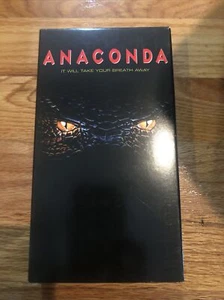 ANACONDA
IT WILL TAKE YOUR BREATH AWAY